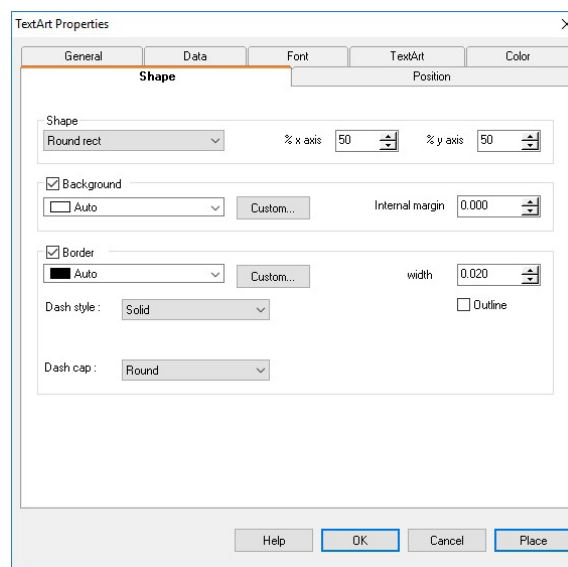 TextArt Properties
General Data Font TextArt Color
Shape Position
Shape
Round rect % x axis 50 % y axis 50
Background
Auto Custom... Internal margin 0.000
Border
Auto Custom... width 0.020
Dash style : Solid Outline
Dash cap : Round
Help OK Cancel Place